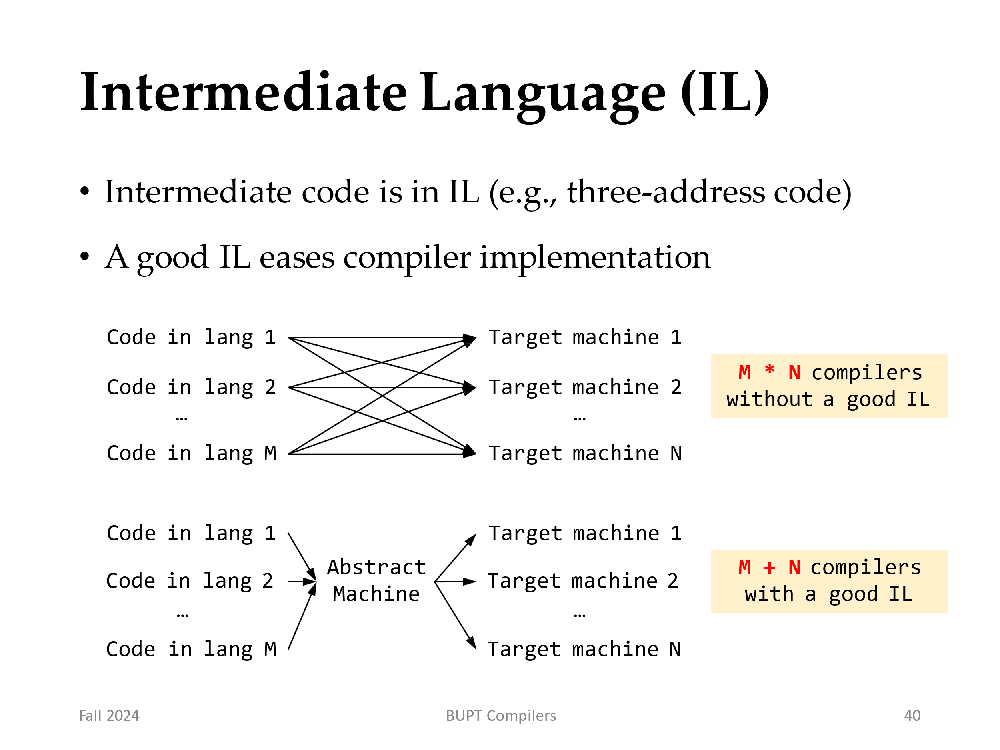 Intermediate Language (IL)
• Intermediate code is in IL (e.g., three-address code)
• A good IL eases compiler implementation
Code in lang 1
Target machine 1
Code in lang 2
Target machine 2
…
…
Code in lang M
Target machine N
M * N compilers
without a good IL
Code in lang 1
Target machine 1
Code in lang 2
Abstract
Machine
Target machine 2
…
…
Code in lang M
Target machine N
M + N compilers
with a good IL
Fall 2024
BUPT Compilers
40